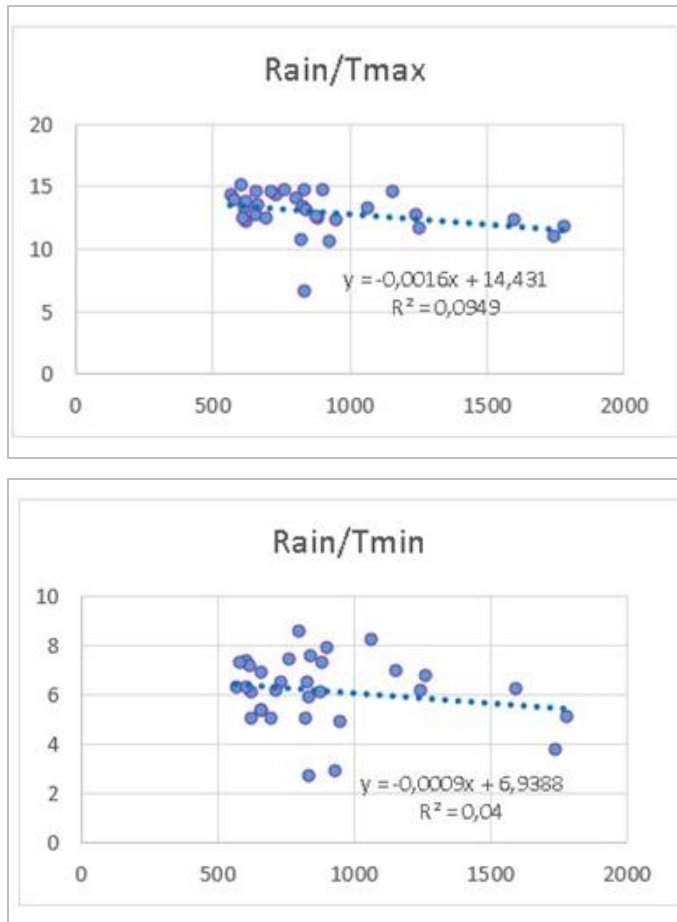 Rain/Tmax
20
15
10
5
0
y = -0,0016x + 14,431
R² = 0,0949
0 500 1000 1500 2000
Rain/Tmin
10
8
6
4
2
0
y = -0,0009x + 6,9388
R² = 0,04
0 500 1000 1500 2000